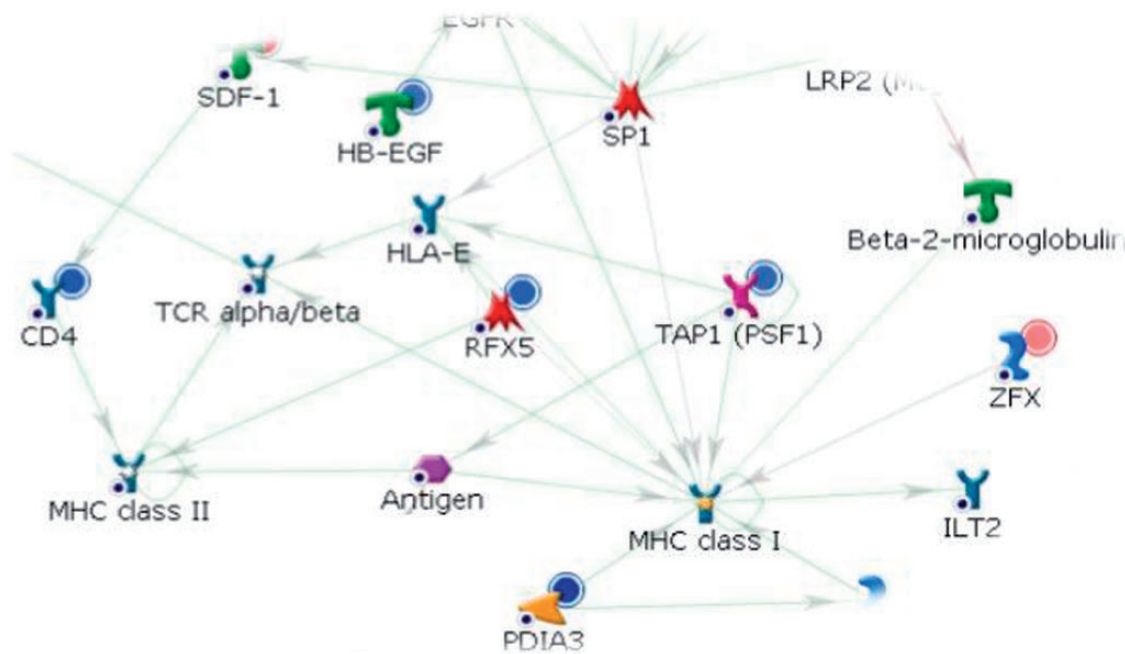 EGFR
SDF-1
HB-EGF
SP1
LRP2
Beta-2-microglobulin
HLA-E
CD4
TCR alpha/beta
RFX5
TAP1 (PSF1)
ZFX
MHC class II
Antigen
MHC class I
ILT2
PDIA3